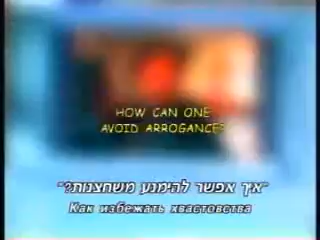 HOW CAN ONE
AVOID ARROGANCE?
"איך אפשר להימנע משחצנות?"
Как избежать хвастовства